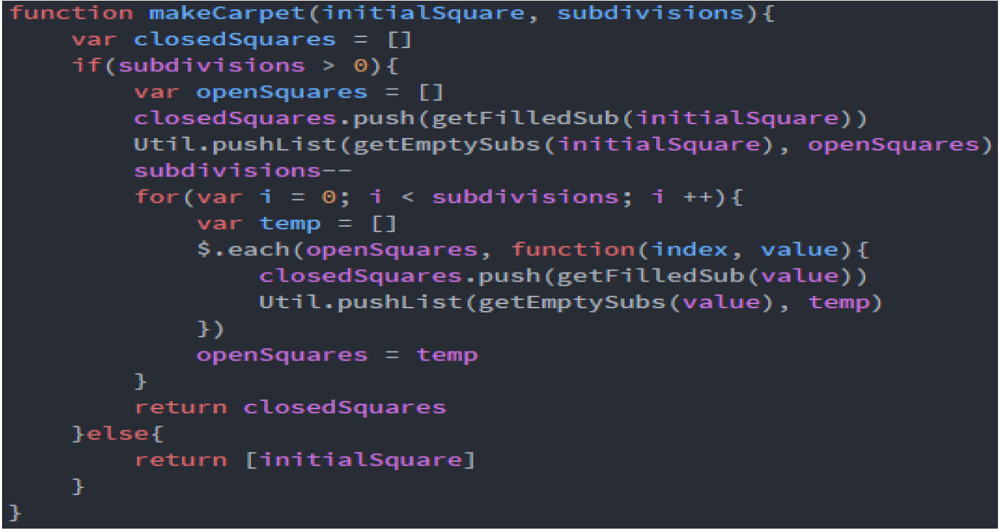 function makeCarpet(initialSquare, subdivisions){
    var closedSquares = []
    if(subdivisions > 0){
        var openSquares = []
        closedSquares.push(getFilledSub(initialSquare))
        Util.pushList(getEmptySubs(initialSquare), openSquares)
        subdivisions--
        for(var i = 0; i < subdivisions; i ++){
            var temp = []
            $.each(openSquares, function(index, value){
                closedSquares.push(getFilledSub(value))
                Util.pushList(getEmptySubs(value), temp)
            })
            openSquares = temp
        }
        return closedSquares
    }else{
        return [initialSquare]
    }
}